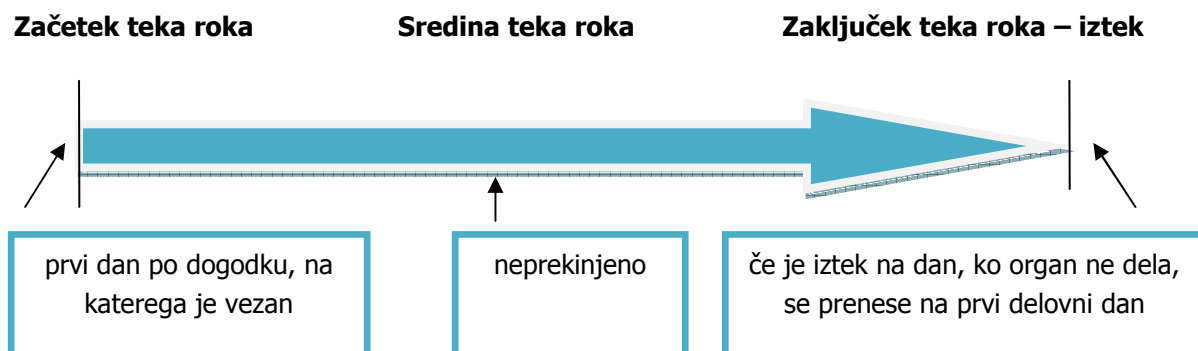 Začetek teka roka
Sredina teka roka
Zaključek teka roka – iztek
prvi dan po dogodku, na
katerega je vezan
neprekinjeno
če je iztek na dan, ko organ ne dela,
se prenese na prvi delovni dan